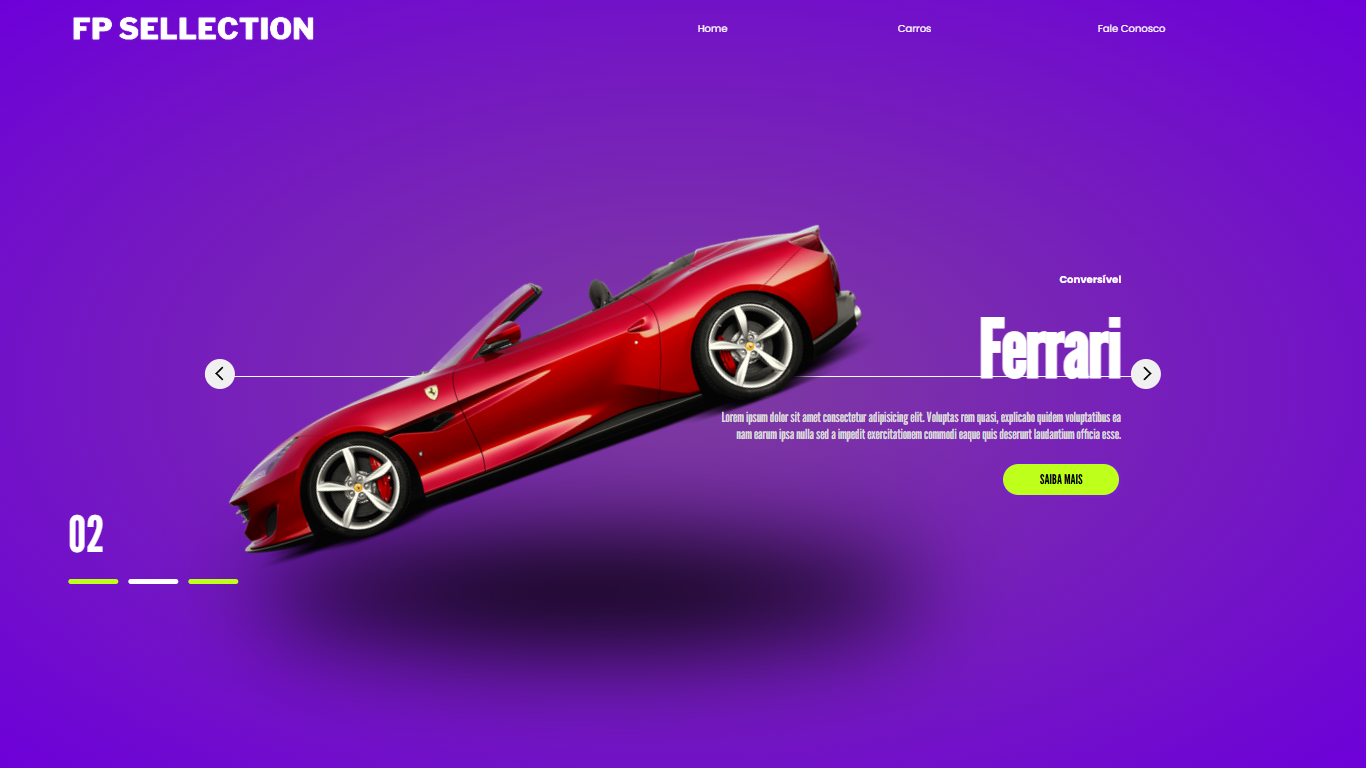 FP SELLECTION
Home
Carros
Fale Conosco
Conversível
Ferrari
Lorem ipsum dolor sit amet consectetur adipisicing elit. Voluptas rem quasi, explicabo quidem voluptatibus ea
nam earum ipsa nulla sed a impedit exercitationem commodi eaque quis deserunt laudantium officia esse.
SAIBA MAIS
02